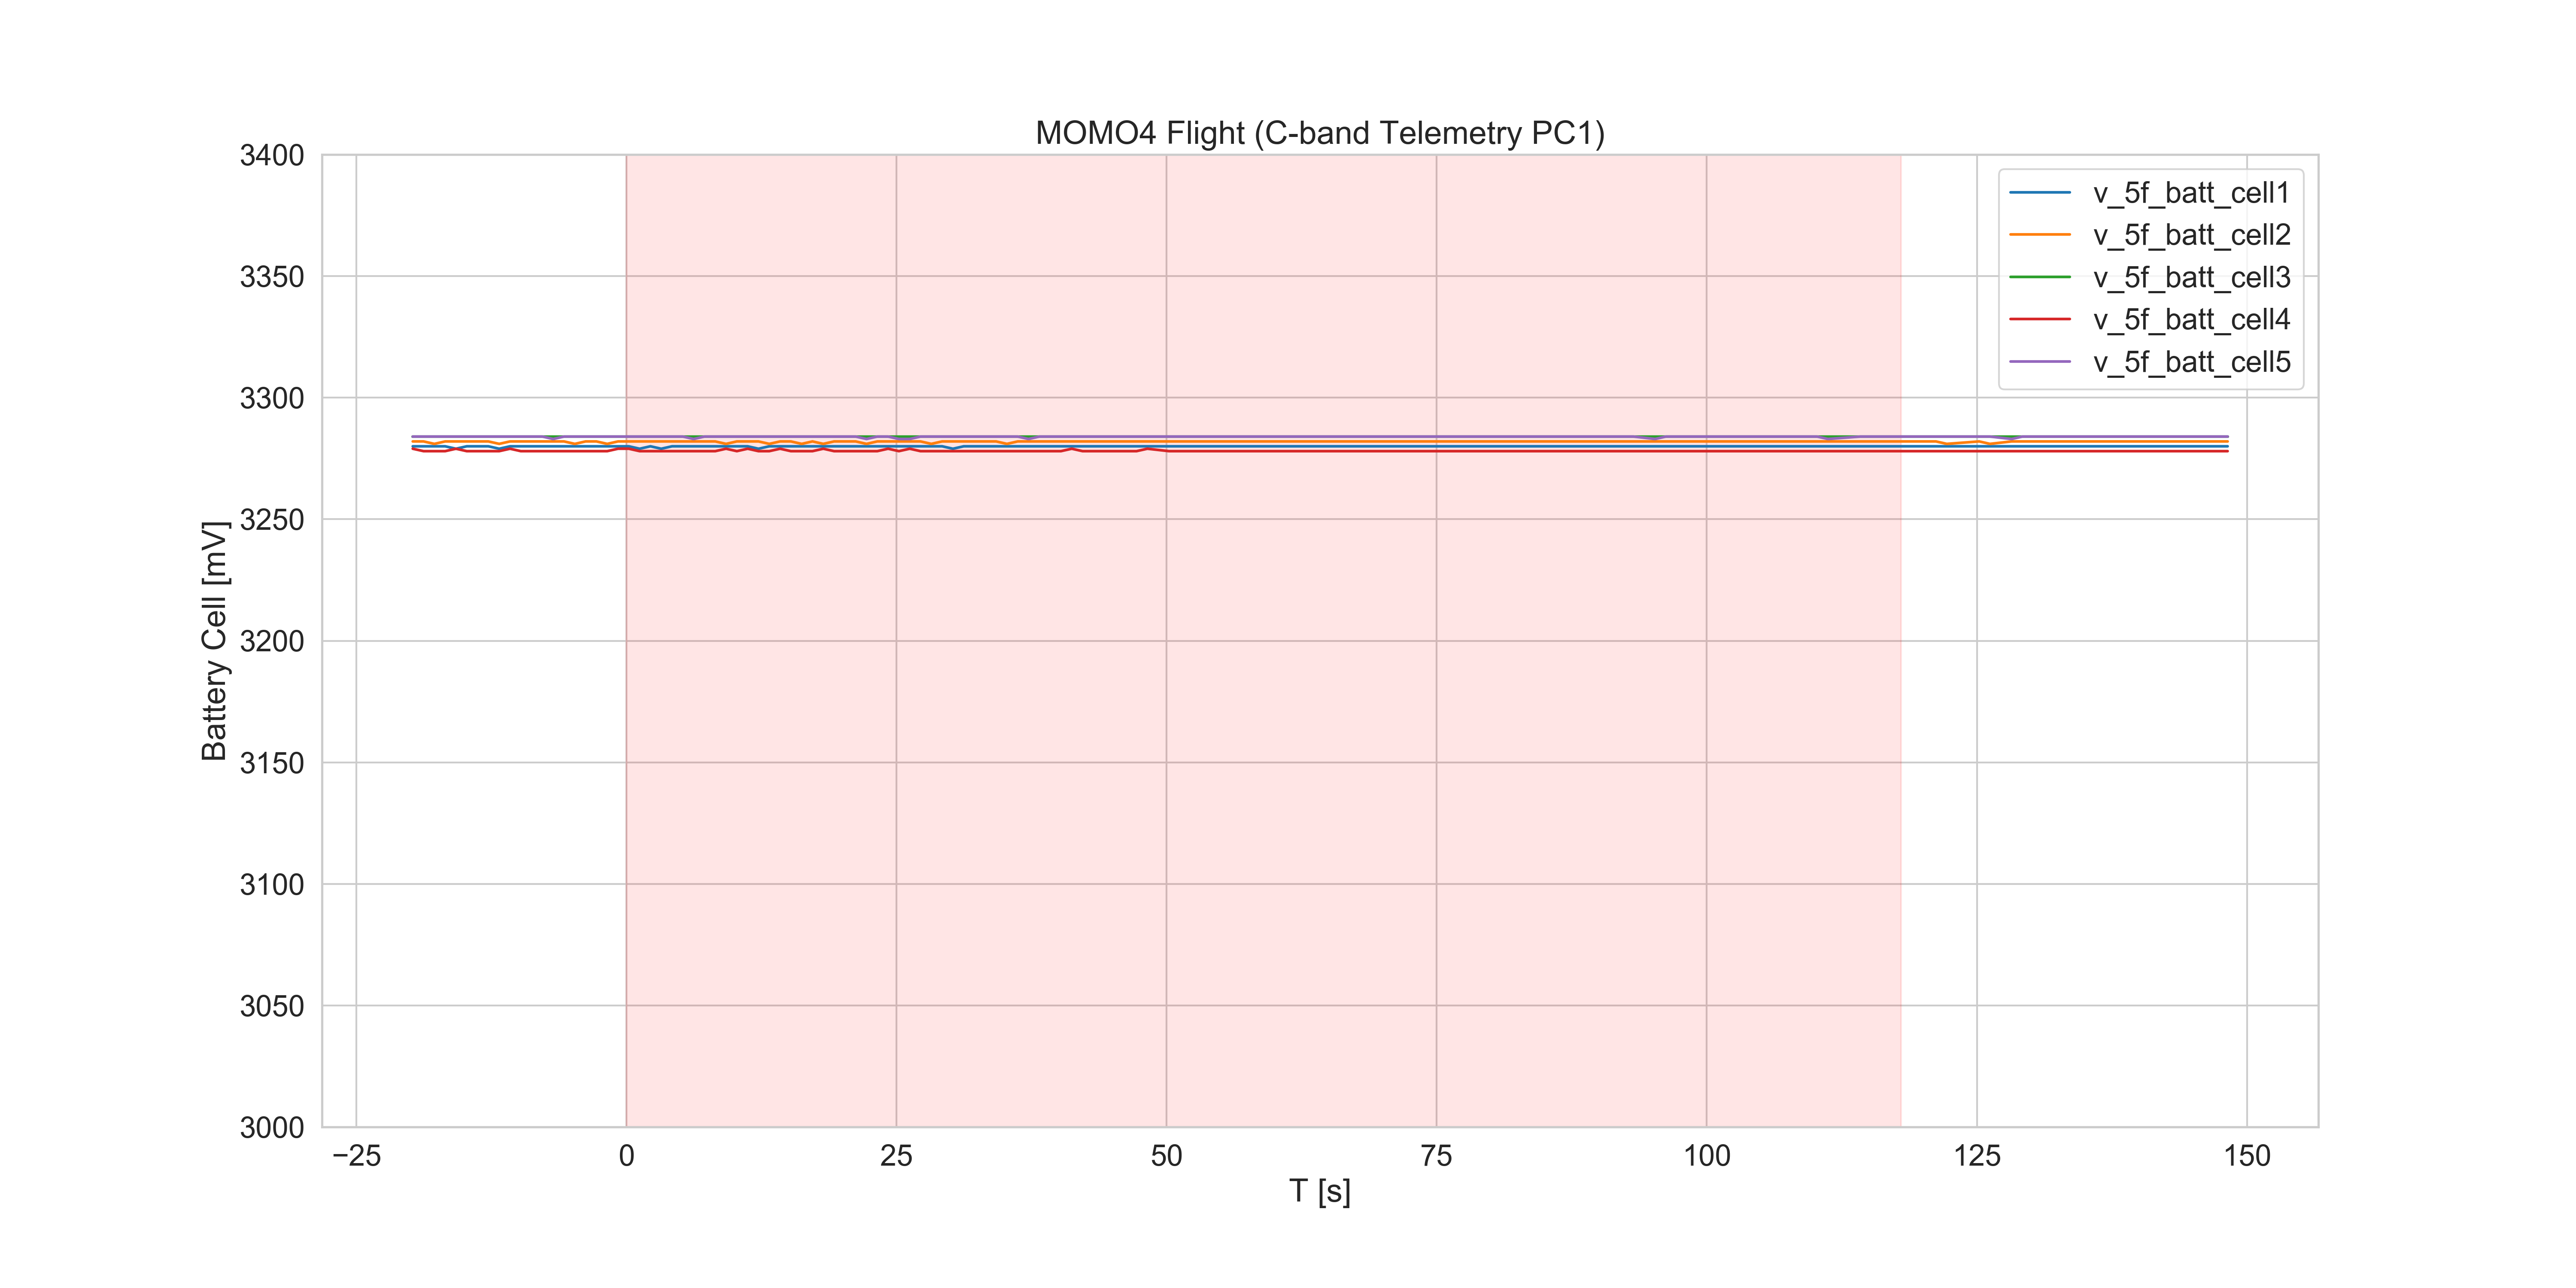 MOMO4 Flight (C-band Telemetry PC1)
3400
3350
3300
3250
3200
3150
3100
3050
3000
Battery Cell [mV]
v_5f_batt_cell1
v_5f_batt_cell2
v_5f_batt_cell3
v_5f_batt_cell4
v_5f_batt_cell5
−25 0 25 50 75 100 125 150
T [s]